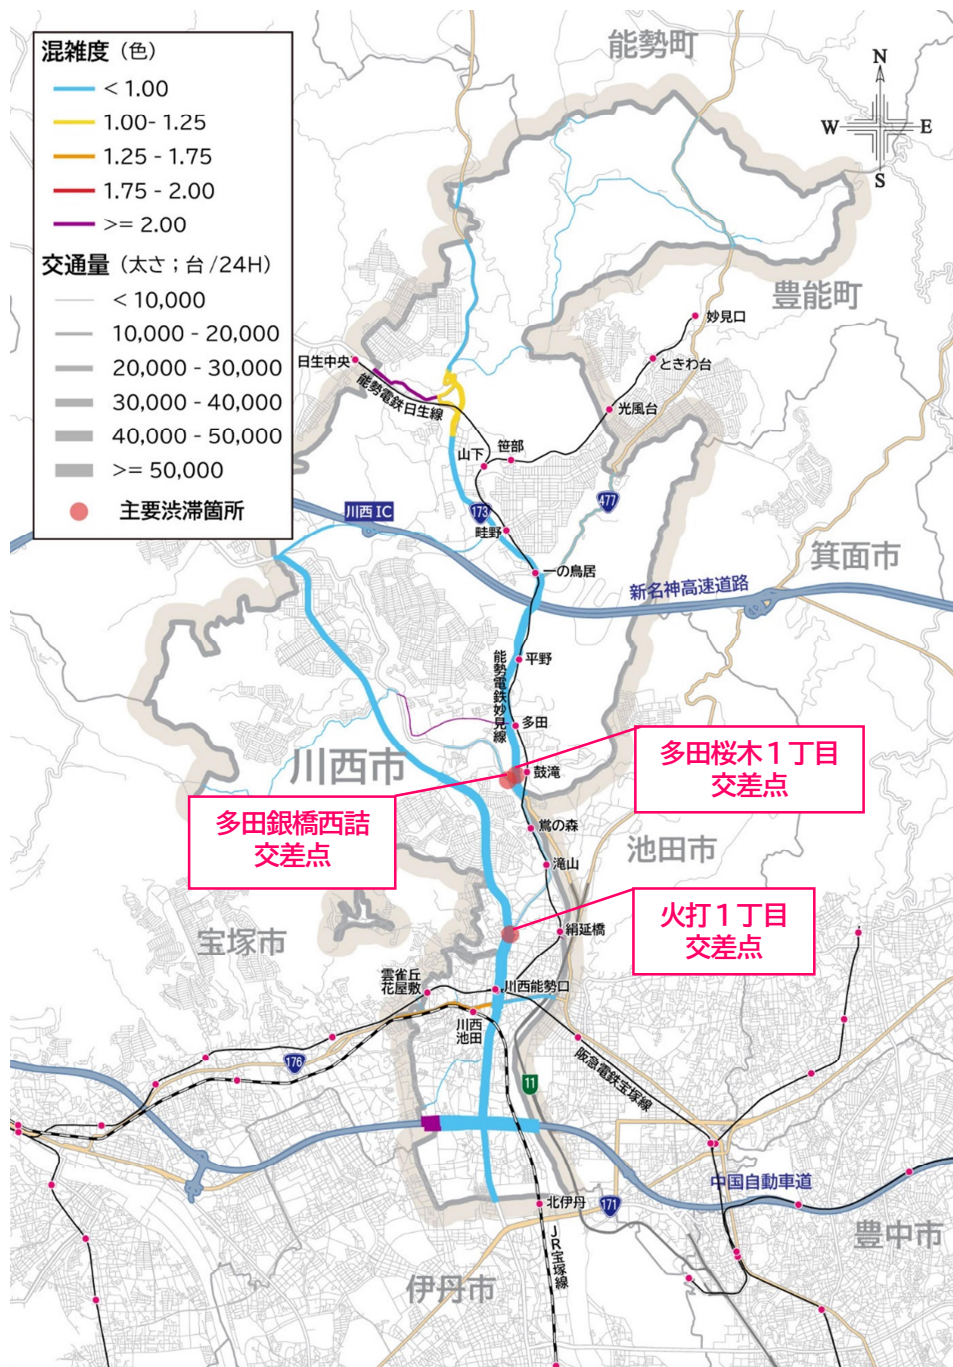 混雑度（色）
< 1.00
1.00- 1.25
1.25 - 1.75
1.75 - 2.00
>= 2.00
交通量（太さ；台/24H）
< 10,000
10,000 - 20,000
20,000 - 30,000
30,000 - 40,000
40,000 - 50,000
>= 50,000
主要渋滞箇所
能勢町
N
W
E
S
豊能町
妙見口
ときわ台
日生中央
能勢電鉄日生線
光風台
笹部
山下
477
173
川西 IC
畦野
箕面市
一の鳥居
新名神高速道路
平野
能勢電鉄妙見線
多田
多田桜木１丁目
交差点
川西市
鼓滝
多田銀橋西詰
交差点
鴬の森
池田市
滝山
火打１丁目
交差点
宝塚市
絹延橋
雲雀丘
花屋敷
川西能勢口
川西
池田
176
阪急電鉄宝塚線
11
中国自動車道
北伊丹
171
JR宝塚線
豊中市
伊丹市